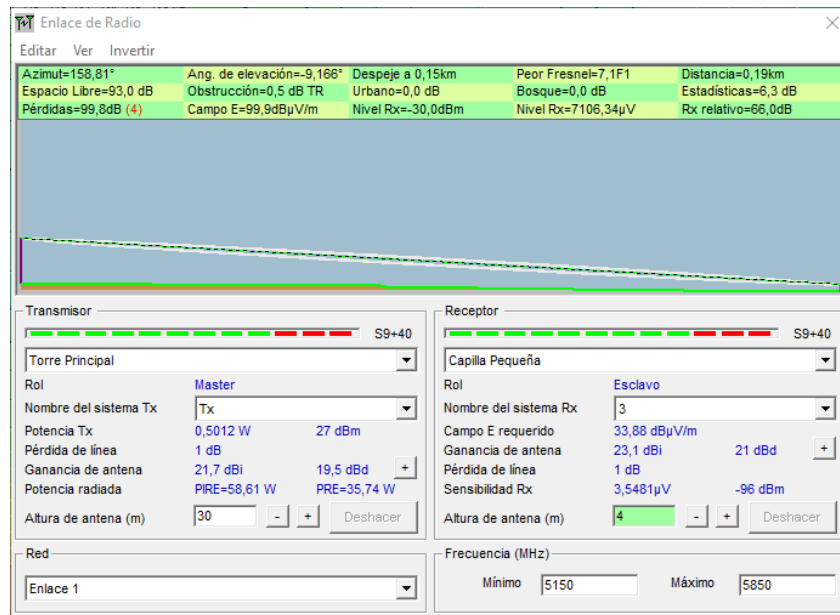 Enlace de Radio
Editar Ver Invertir
Azimut=158,81° Ang. de elevación=-9,166° Despeje a 0,15km Peor Fresnel=7,1F1 Distancia=0,19km
Espacio Libre=93,0 dB Obstrucción=0,5 dB TR Urbano=0,0 dB Bosque=0,0 dB Estadísticas=6,3 dB
Pérdidas=99,8dB (4) Campo E=99,9dBμV/m Nivel Rx=-30,0dBm Nivel Rx=7106,34μV Rx relativo=66,0dB
Transmisor
S9+40
Torre Principal
Rol Master
Nombre del sistema Tx Tx
Potencia Tx 0,5012 W 27 dBm
Pérdida de línea 1 dB
Ganancia de antena 21,7 dBi 19,5 dBd +
Potencia radiada PIRE=58,61 W PRE=35,74 W
Altura de antena (m) 30 - + Deshacer
Receptor
S9+40
Capilla Pequeña
Rol Esclavo
Nombre del sistema Rx 3
Campo E requerido 33,88 dBμV/m
Ganancia de antena 23,1 dBi 21 dBd +
Pérdida de línea 1 dB
Sensibilidad Rx 3,5481μV -96 dBm
Altura de antena (m) 4 - + Deshacer
Red
Enlace 1
Frecuencia (MHz)
Mínimo 5150 Máximo 5850